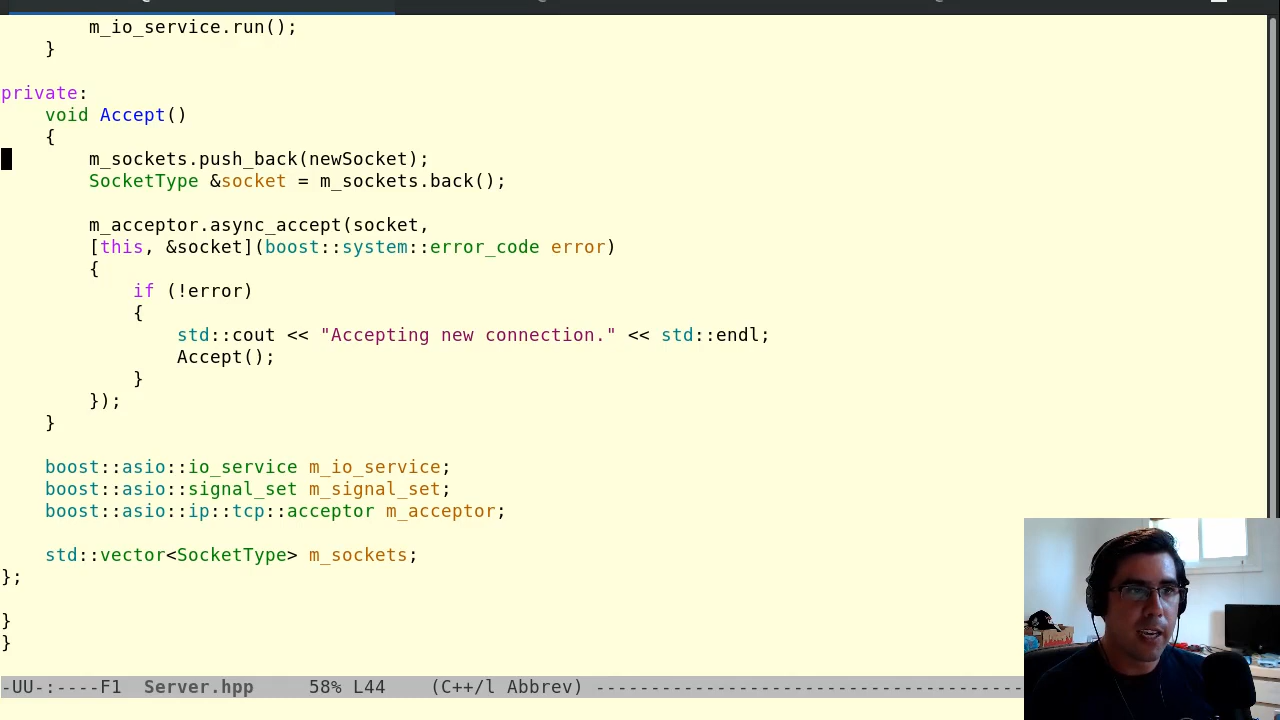 m_io_service.run();
    }

private:
    void Accept()
    {
        m_sockets.push_back(newSocket);
        SocketType &socket = m_sockets.back();

        m_acceptor.async_accept(socket,
        [this, &socket](boost::system::error_code error)
        {
            if (!error)
            {
                std::cout << "Accepting new connection." << std::endl;
                Accept();
            }
        });
    }

    boost::asio::io_service m_io_service;
    boost::asio::signal_set m_signal_set;
    boost::asio::ip::tcp::acceptor m_acceptor;

    std::vector<SocketType> m_sockets;
};

}
}
-UU-:----F1  Server.hpp     58% L44    (C++/l Abbrev) ---------------------------------------